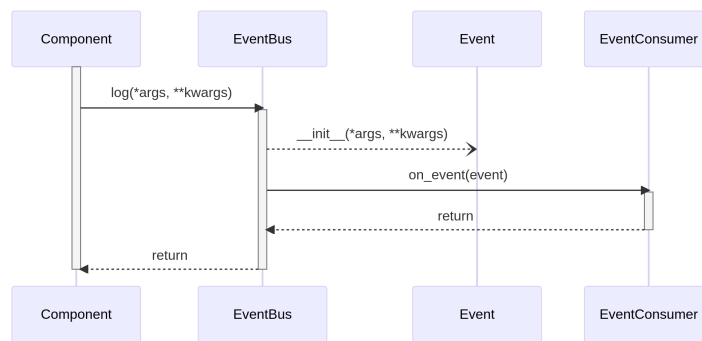 Component
EventBus
Event
EventConsumer
log(*args, **kwargs)
__init__(*args, **kwargs)
on_event(event)
return
return
Component
EventBus
Event
EventConsumer